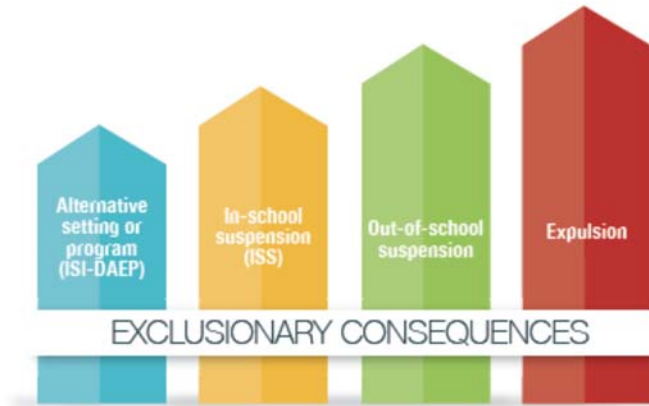 Alternative
setting or
program
(ISI-DAEP)
In-school
suspension
(ISS)
Out-of-school
suspension
Expulsion
EXCLUSIONARY CONSEQUENCES